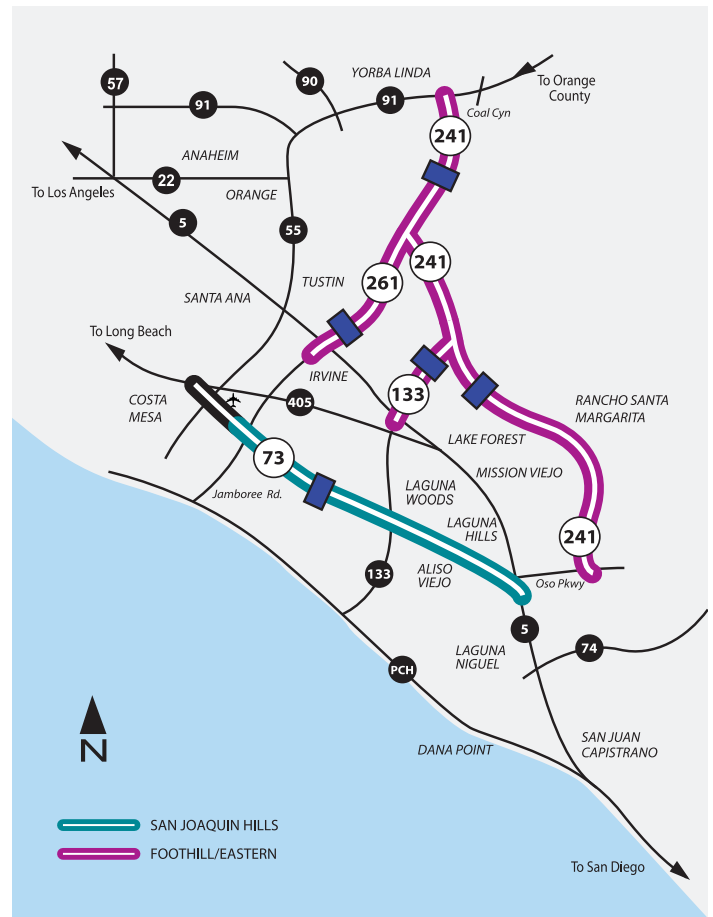 57
90
YORBA LINDA
To Orange
County
91
91
Coal Cyn
241
ANAHEIM
22
To Los Angeles
ORANGE
5
55
241
261
TUSTIN
SANTA ANA
To Long Beach
IRVINE
COSTA
MESA
405
133
RANCHO SANTA
MARGARITA
LAKE FOREST
73
MISSION VIEJO
Jamboree Rd.
LAGUNA
WOODS
LAGUNA
HILLS
241
133
ALISO
VIEJO
Oso Pkwy
5
LAGUNA
NIGUEL
74
PCH
N
DANA POINT
SAN JUAN
CAPISTRANO
SAN JOAQUIN HILLS
FOOTHILL/EASTERN
To San Diego